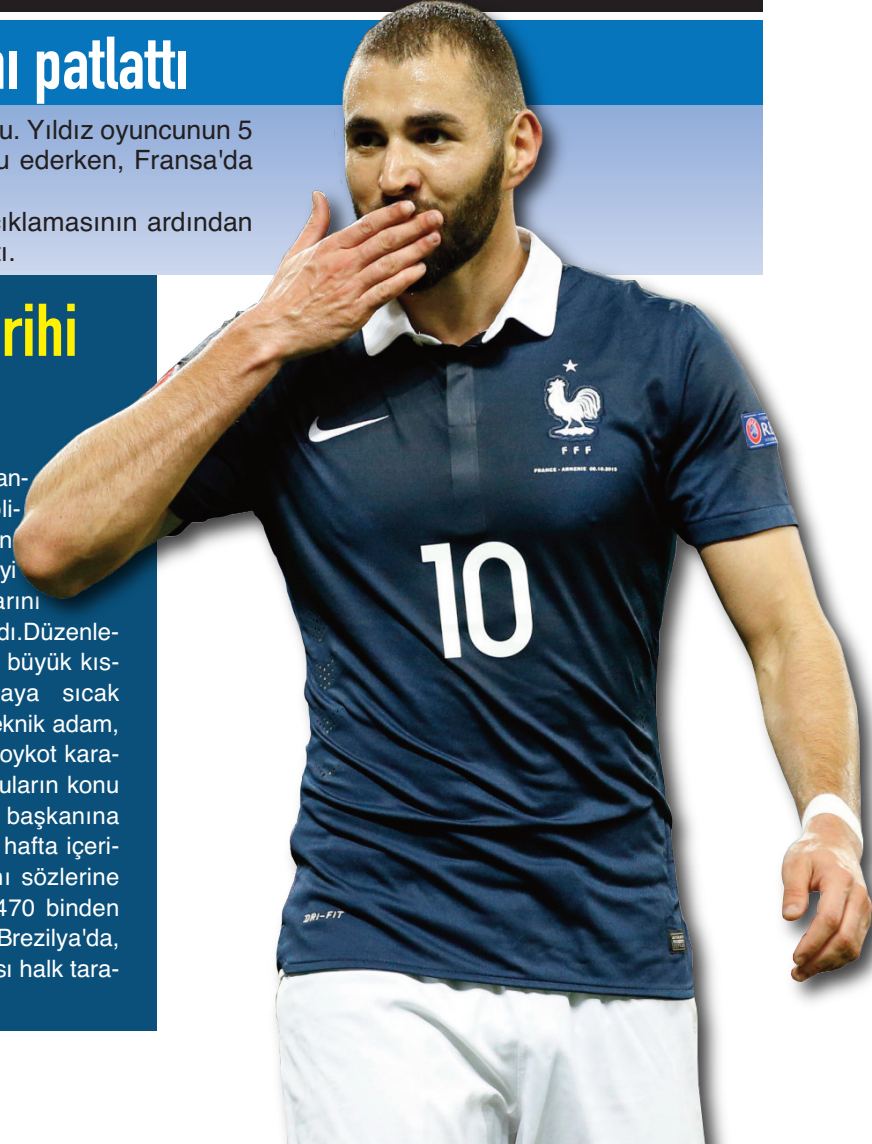 patlattı
u. Yıldız oyuncunun 5
u ederken, Fransa'da
ıklamasının ardından
ı.
rihi
an-
li-
n
yi
arını
dı.Düzenle-
büyük kıs-
aya sıcak
eknik adam,
oykot kara-
uların konu
başkanına
hafta içeri-
ı sözlerine
470 binden
Brezilya'da,
sı halk tara-
FFF
FRANCE - ARMENIE 08.10.2015
10
DRI-FIT